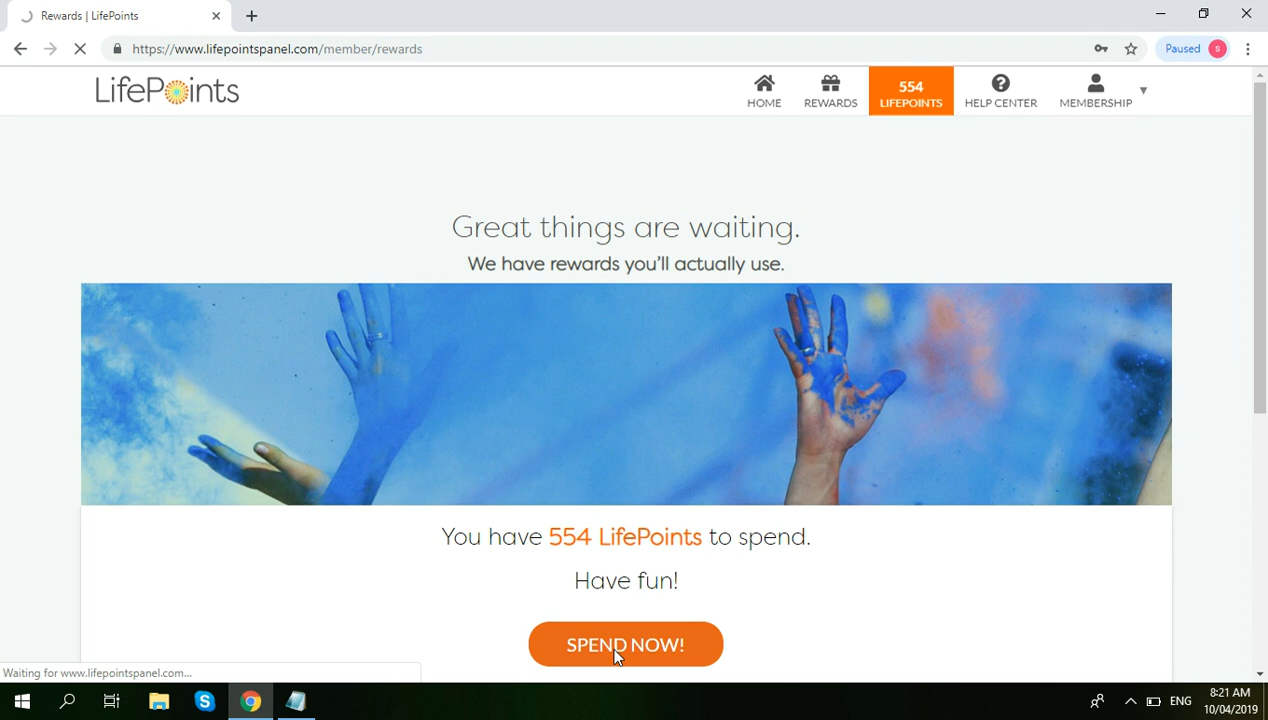 Rewards | LifePoints
https://www.lifepointspanel.com/member/rewards
Paused S
LifePoints
HOME
REWARDS
554
LIFEPOINTS
HELP CENTER
MEMBERSHIP
Great things are waiting.
We have rewards you'll actually use.
You have 554 LifePoints to spend.
Have fun!
SPEND NOW!
Waiting for www.lifepointspanel.com...
ENG
8:21 AM
10/04/2019